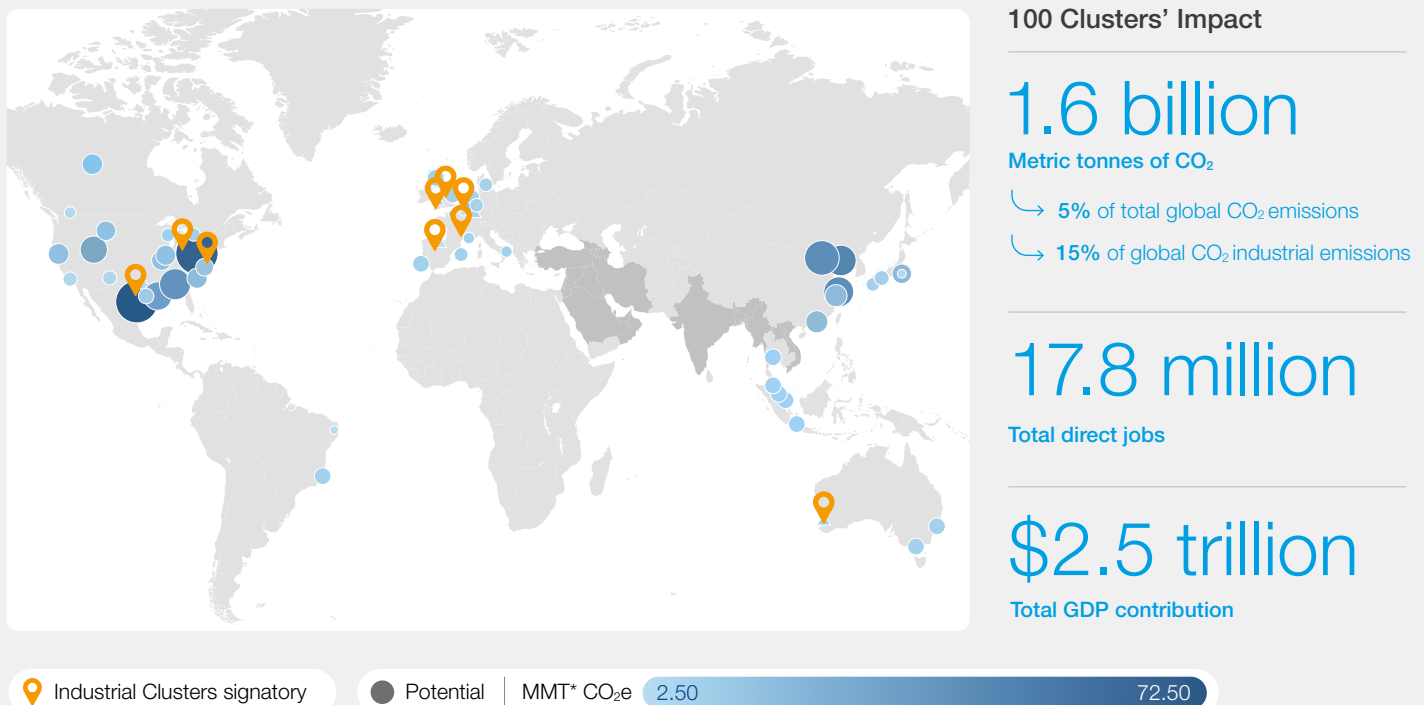 100 Clusters’ Impact
1.6 billion
Metric tonnes of CO₂
5% of total global CO₂ emissions
15% of global CO₂ industrial emissions
17.8 million
Total direct jobs
$2.5 trillion
Total GDP contribution
Industrial Clusters signatory
Potential
MMT* CO₂e
2.50
72.50